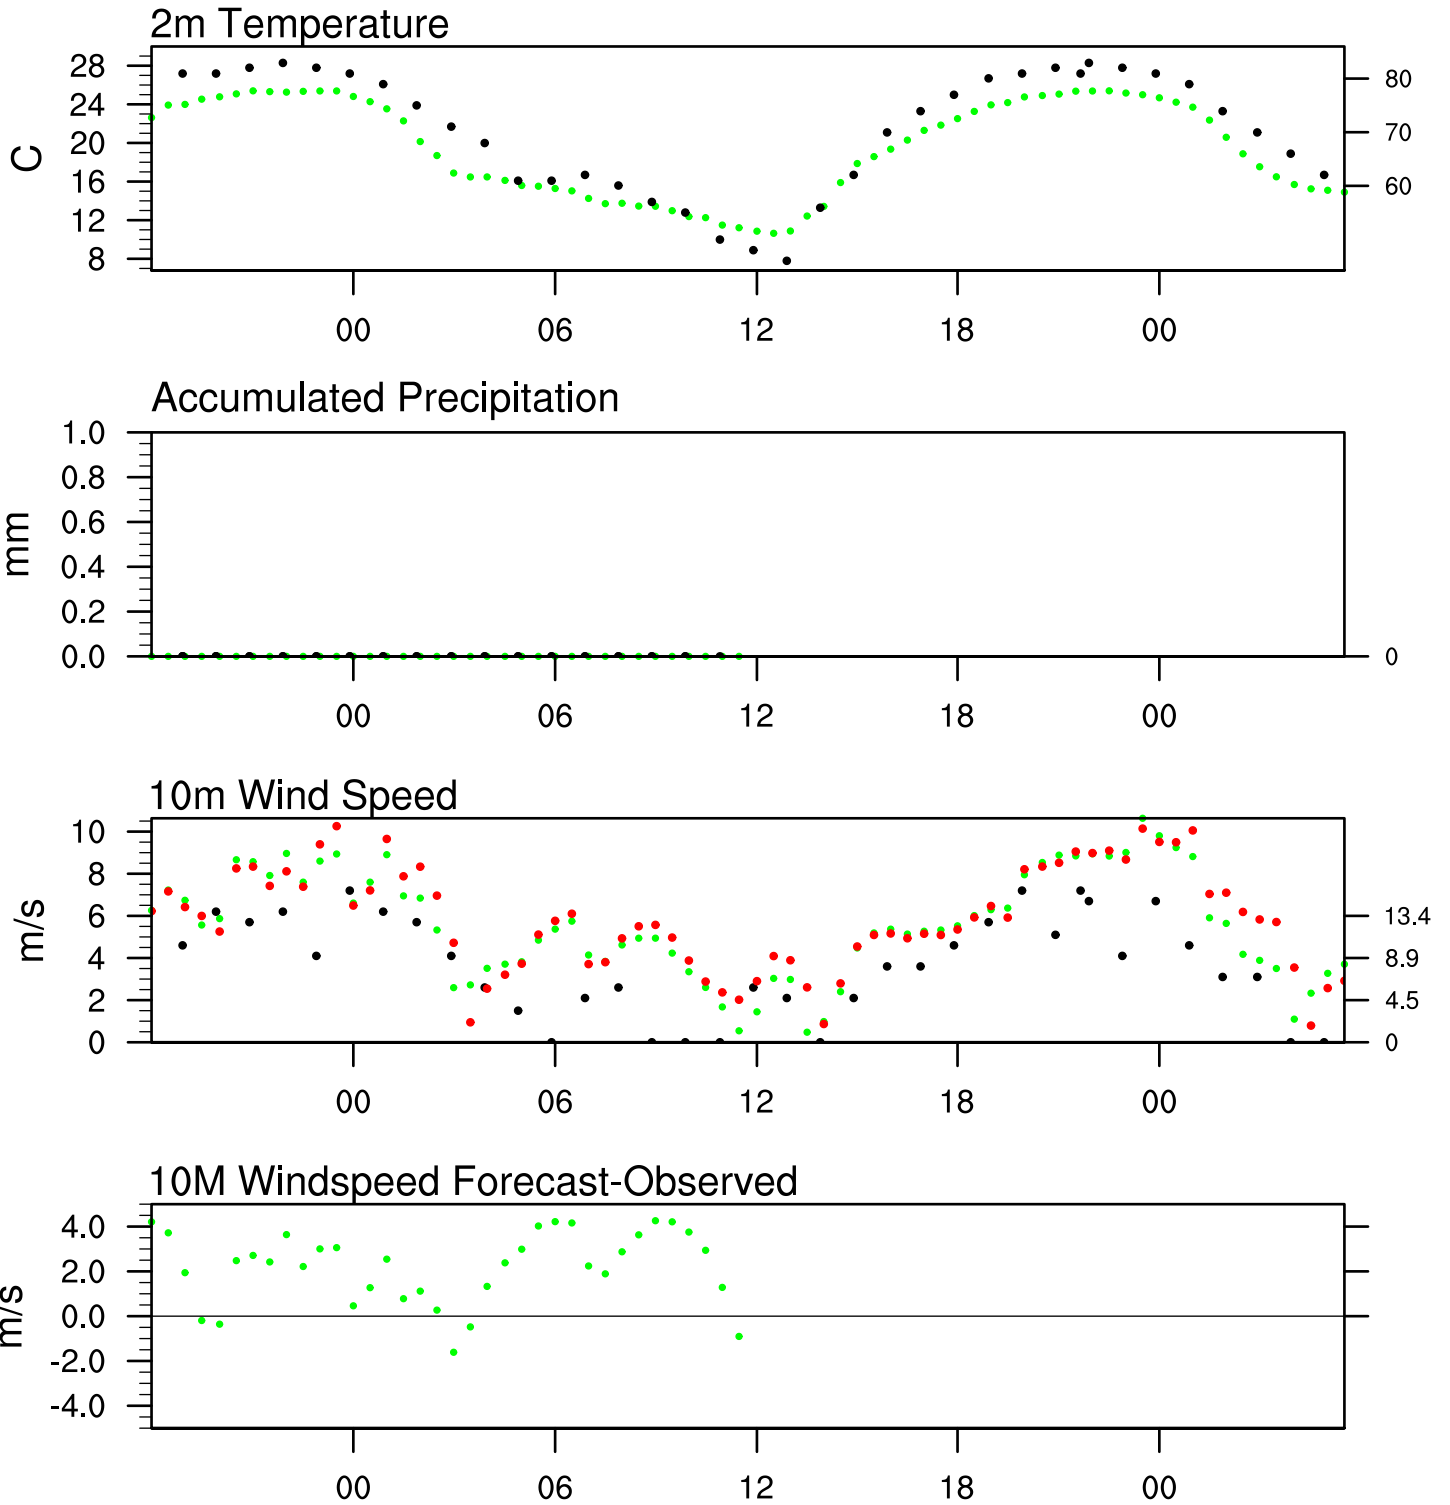 2m Temperature
28
24
20
16
12
8
C
80
70
60
00 06 12 18 00
Accumulated Precipitation
1.0
0.8
0.6
0.4
0.2
0.0
mm
0
00 06 12 18 00
10m Wind Speed
10
8
6
4
2
0
m/s
13.4
8.9
4.5
0
00 06 12 18 00
10M Windspeed Forecast-Observed
4.0
2.0
0.0
-2.0
-4.0
m/s
00 06 12 18 00